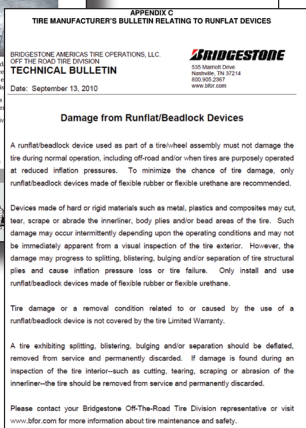 APPENDIX C
TIRE MANUFACTURER'S BULLETIN RELATING TO RUNFLAT DEVICES
BRIDGESTONE AMERICAS TIRE OPERATIONS, LLC.
OFF THE ROAD TIRE DIVISION
TECHNICAL BULLETIN
Date: September 13, 2010
BRIDGESTONE
535 Marriott Drive
Nashville, TN 37214
800.905.2367
www.bfor.com
Damage from Runflat/Beadlock Devices
A runflat/beadlock device used as part of a tire/wheel assembly must not damage the
tire during normal operation, including off-road and/or when tires are purposely operated
at reduced inflation pressures. To minimize the chance of tire damage, only
runflat/beadlock devices made of flexible rubber or flexible urethane are recommended.
Devices made of hard or rigid materials such as metal, plastics and composites may cut,
tear, scrape or abrade the innerliner, body plies and/or bead areas of the tire. Such
damage may occur intermittently depending upon the operating conditions and may not
be immediately apparent from a visual inspection of the tire exterior. However, the
damage may progress to splitting, blistering, bulging and/or separation of tire structural
plies and cause inflation pressure loss or tire failure. Only install and use
runflat/beadlock devices made of flexible rubber or flexible urethane.
Tire damage or a removal condition related to or caused by the use of a
runflat/beadlock device is not covered by the tire Limited Warranty.
A tire exhibiting splitting, blistering, bulging and/or separation should be deflated,
removed from service and permanently discarded. If damage is found during an
inspection of the tire interior--such as cutting, tearing, scraping or abrasion of the
innerliner--the tire should be removed from service and permanently discarded.
Please contact your Bridgestone Off-The-Road Tire Division representative or visit
www.bfor.com for more information about tire maintenance and safety.